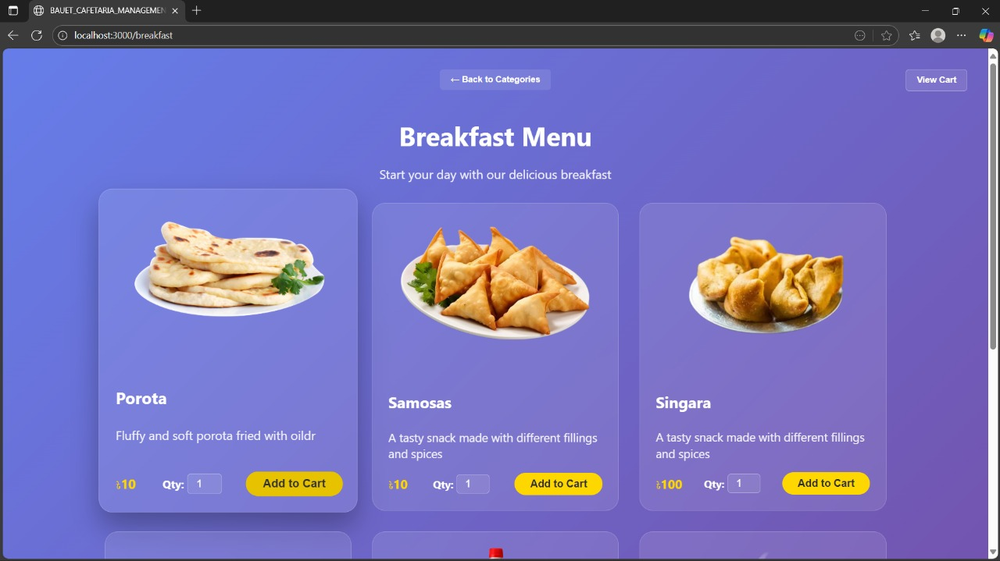 BAUET_CAFETARIA_MANAGEMEN
localhost:3000/breakfast
← Back to Categories
View Cart
Breakfast Menu
Start your day with our delicious breakfast
Porota
Fluffy and soft porota fried with oildr
৳10 Qty: 1 Add to Cart
Samosas
A tasty snack made with different fillings
and spices
৳10 Qty: 1 Add to Cart
Singara
A tasty snack made with different fillings
and spices
৳100 Qty: 1 Add to Cart